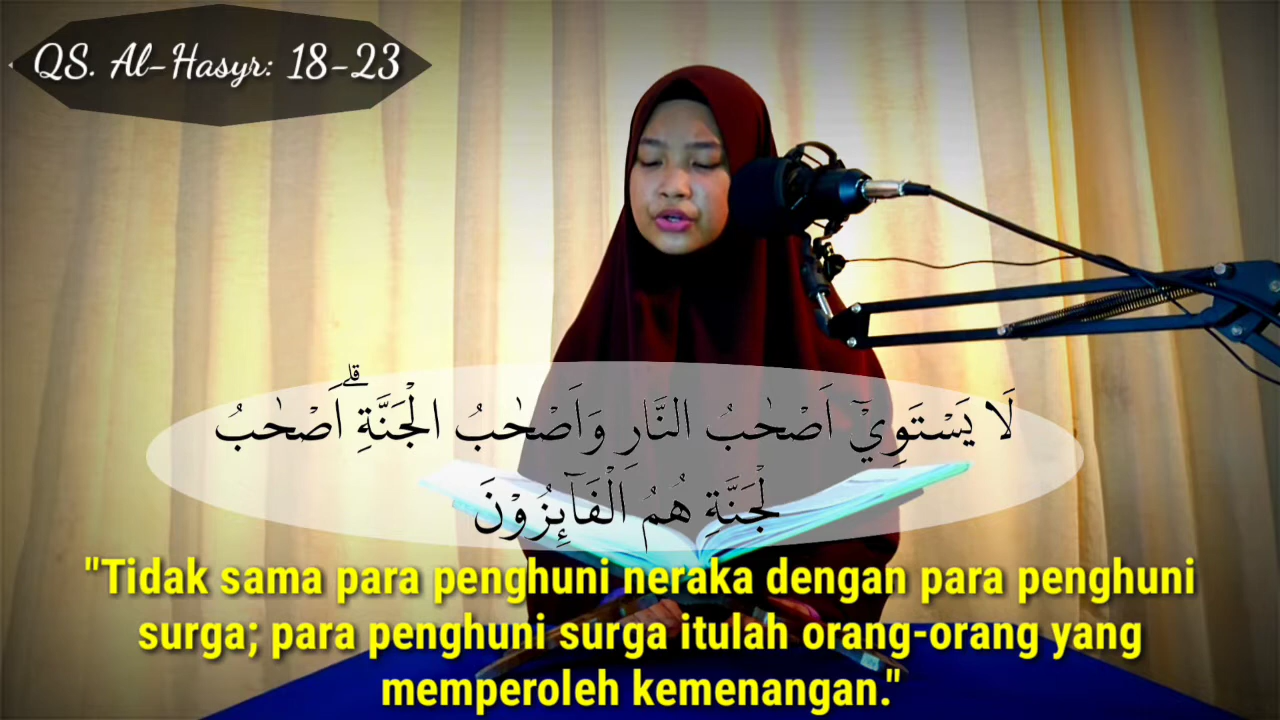 QS. Al-Hasyr: 18-23
لَا يَسْتَوِيْٓ اَصْحٰبُ النَّارِ وَاَصْحٰبُ الْجَنَّةِۗ اَصْحٰبُ
لْجَنَّةِ هُمُ الْفَاۤىِٕزُوْنَ
"Tidak sama para penghuni neraka dengan para penghuni
surga; para penghuni surga itulah orang-orang yang
memperoleh kemenangan."